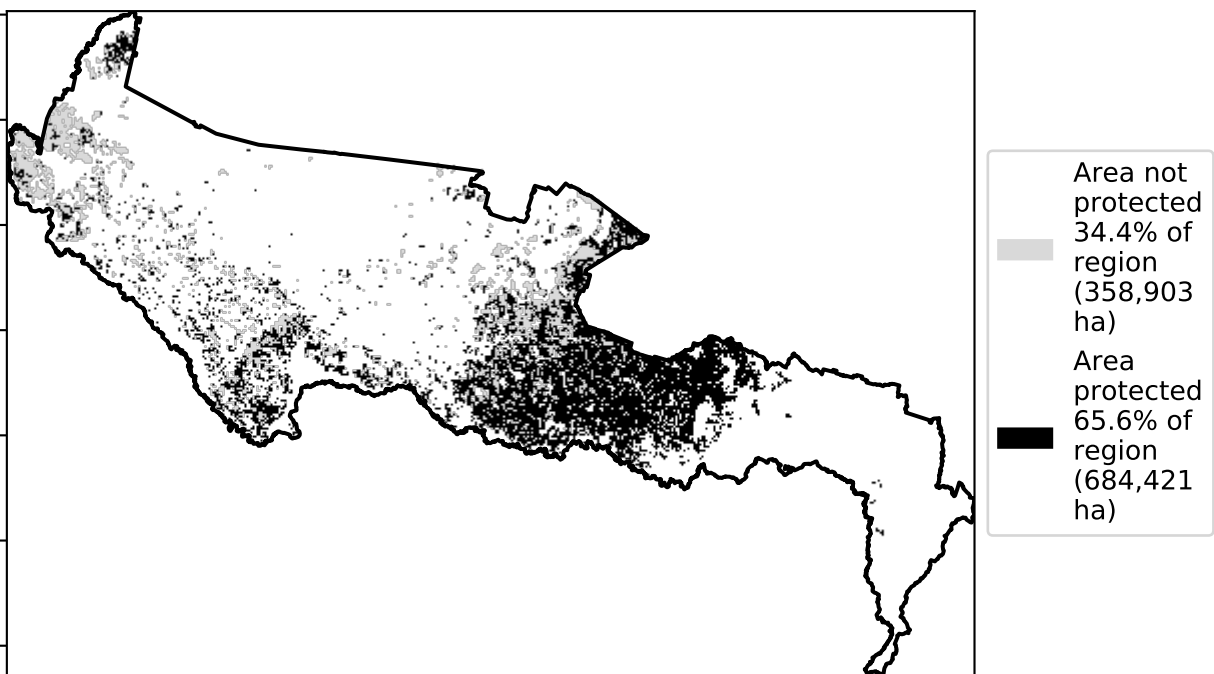 Area not
protected
34.4% of
region
(358,903
ha)
Area
protected
65.6% of
region
(684,421
ha)